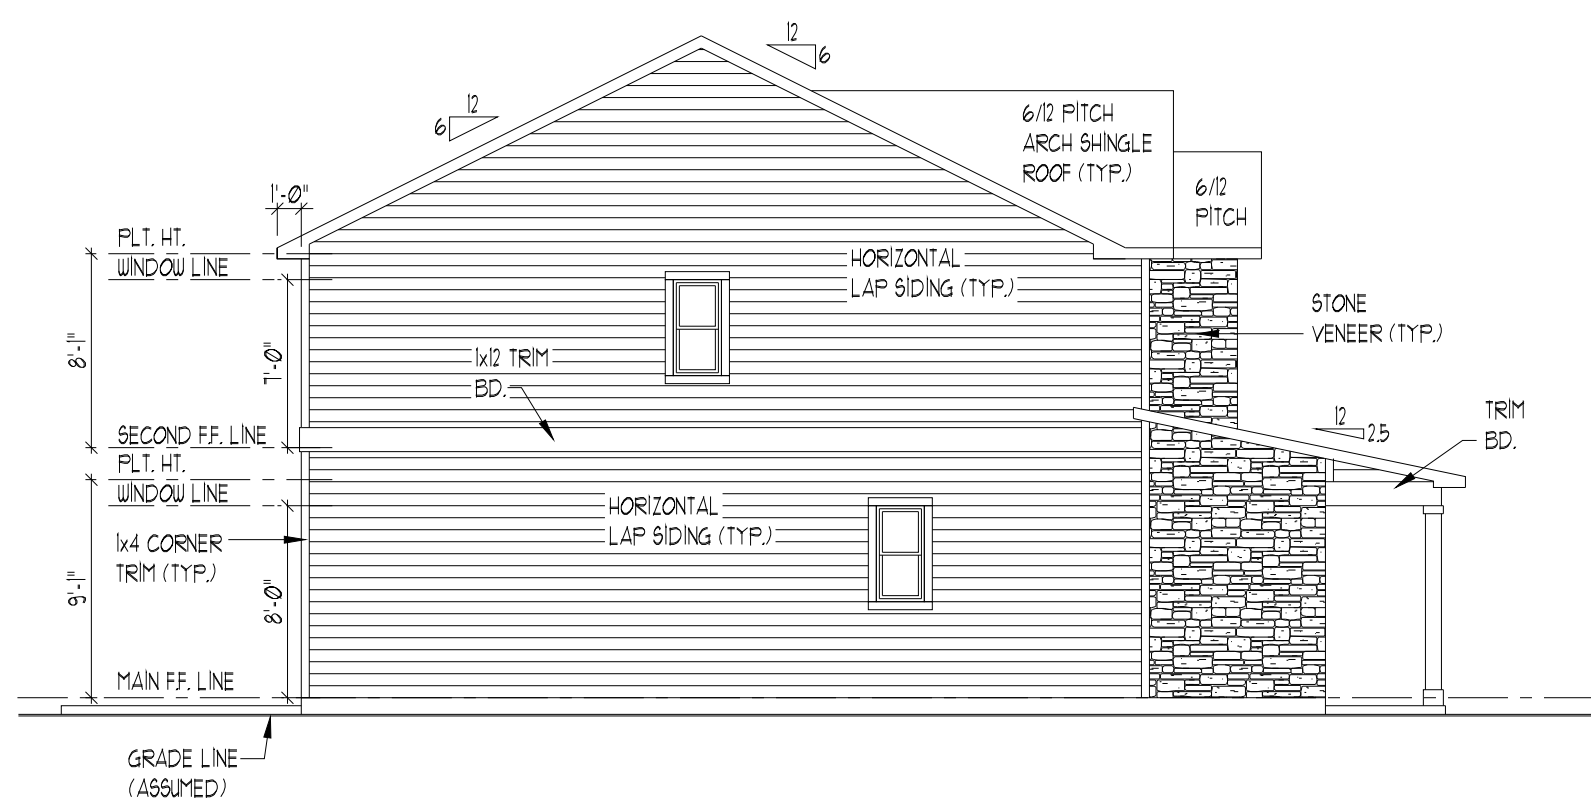 12
6
12
6
6/12 PITCH
ARCH SHINGLE
ROOF (TYP.)
6/12
PITCH
1'-0"
PLT. HT.
WINDOW LINE
HORIZONTAL
LAP SIDING (TYP.)
STONE
VENEER (TYP.)
8'-1"
7'-0"
1x12 TRIM
BD.
12
2.5
TRIM
BD.
SECOND F.F. LINE
PLT. HT.
WINDOW LINE
HORIZONTAL
LAP SIDING (TYP.)
1x4 CORNER
TRIM (TYP.)
9'-1"
8'-0"
MAIN F.F. LINE
GRADE LINE
(ASSUMED)